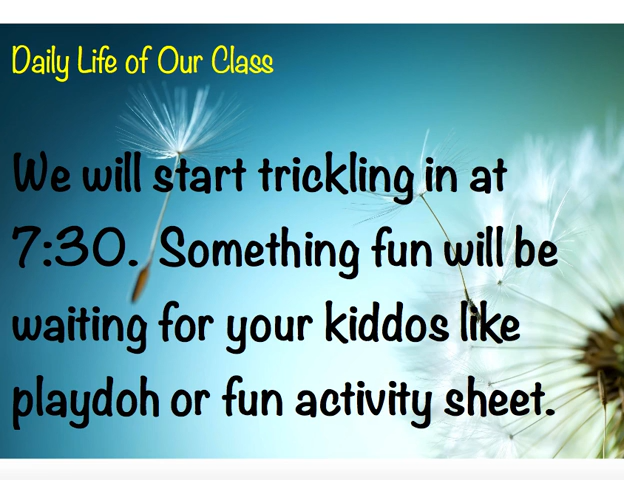 Daily Life of Our Class
We will start trickling in at
7:30. Something fun will be
waiting for your kiddos like
playdoh or fun activity sheet.